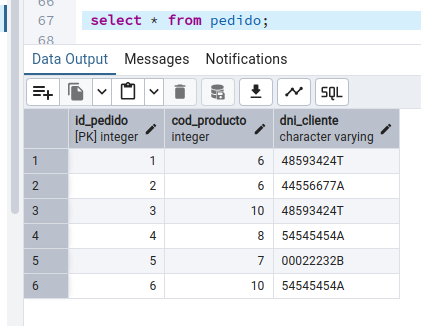 66
67 select * from pedido;
68
Data Output Messages Notifications
SQL
id_pedido cod_producto dni_cliente
[PK] integer integer character varying
1 1 6 48593424T
2 2 6 44556677A
3 3 10 48593424T
4 4 8 54545454A
5 5 7 00022232B
6 6 10 54545454A